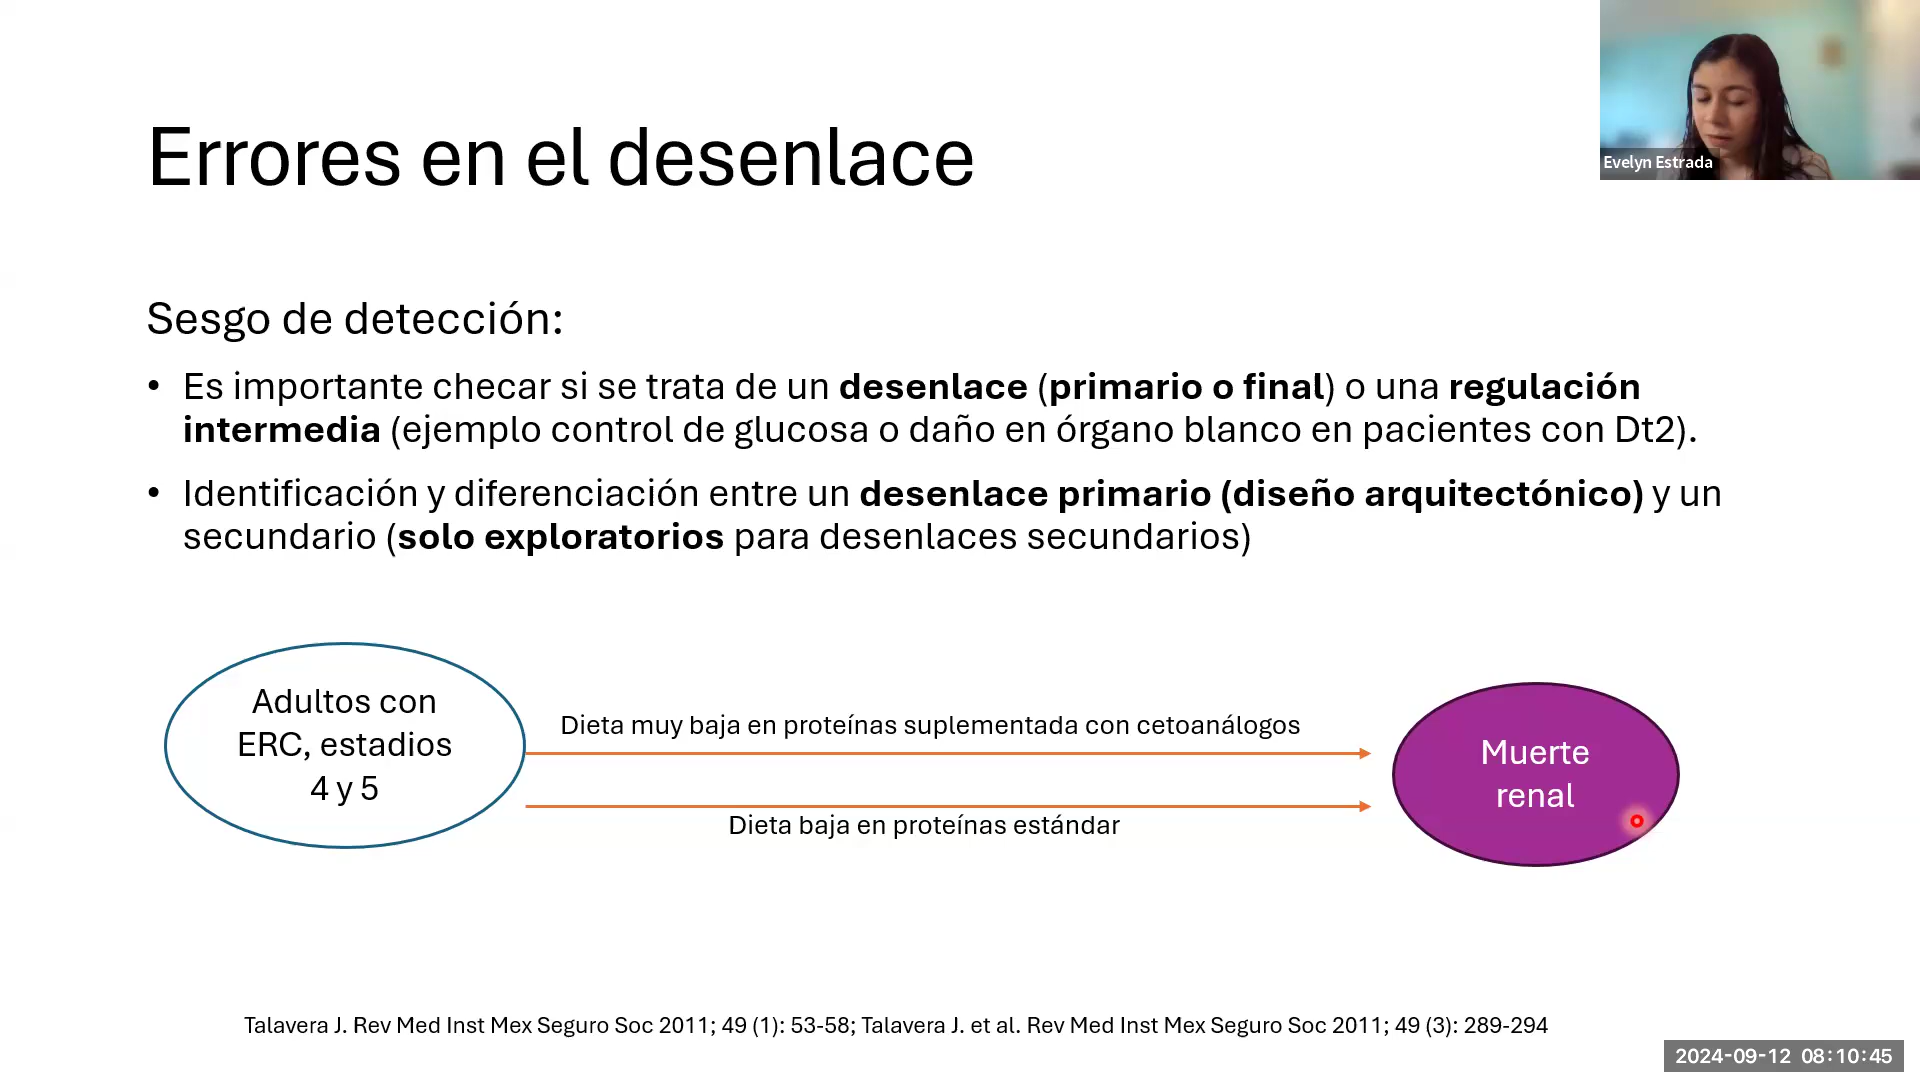 Errores en el desenlace
Evelyn Estrada
Sesgo de detección:
• Es importante checar si se trata de un desenlace (primario o final) o una regulación
intermedia (ejemplo control de glucosa o daño en órgano blanco en pacientes con Dt2).
• Identificación y diferenciación entre un desenlace primario (diseño arquitectónico) y un
secundario (solo exploratorios para desenlaces secundarios)
Adultos con
ERC, estadios
4 y 5
Dieta muy baja en proteínas suplementada con cetoanálogos
Dieta baja en proteínas estándar
Muerte
renal
Talavera J. Rev Med Inst Mex Seguro Soc 2011; 49 (1): 53-58; Talavera J. et al. Rev Med Inst Mex Seguro Soc 2011; 49 (3): 289-294
2024-09-12 08:10:45